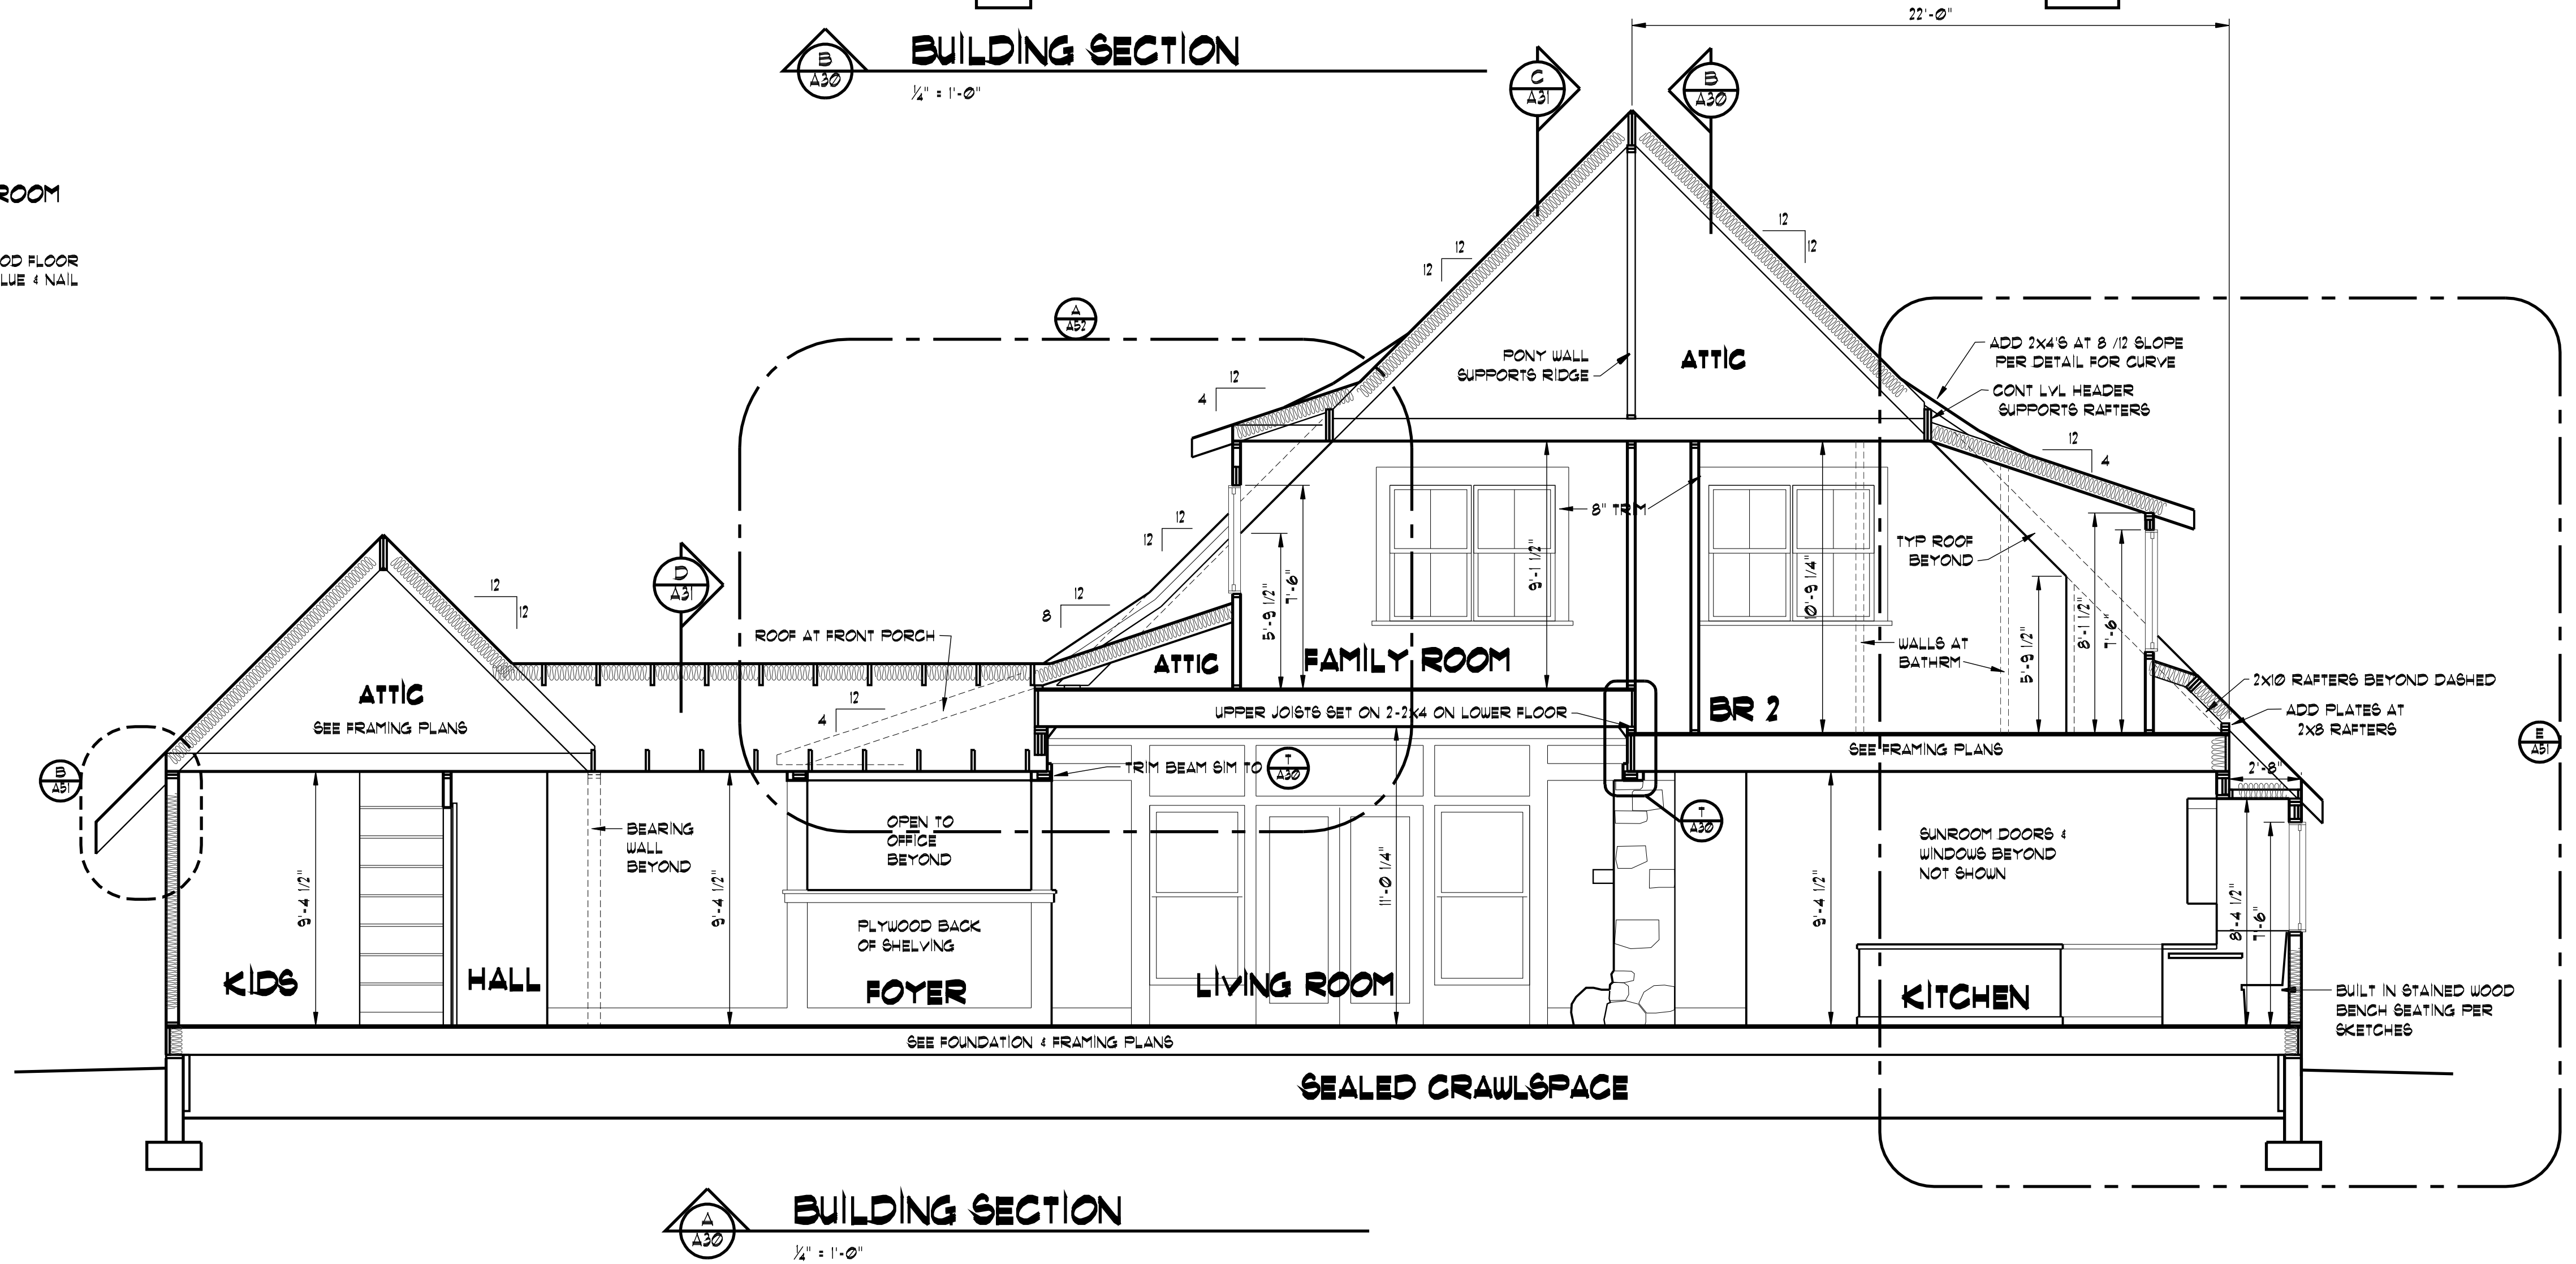 22'-0"
B
A30
BUILDING SECTION
1/4" = 1'-0"
C
A31
B
A30
ROOM
OD FLOOR
LUE & NAIL
12
12
12
12
A
A52
12
4
PONY WALL
SUPPORTS RIDGE
ATTIC
ADD 2X4'S AT 8 /12 SLOPE
PER DETAIL FOR CURVE
CONT LVL HEADER
SUPPORTS RAFTERS
12
4
8" TRIM
12
12
TYP ROOF
BEYOND
5'-9 1/2"
7'-6"
9'-1 1/2"
10'-9 1/4"
5'-9 1/2"
8'-1 1/2"
7'-6"
D
A31
12
12
12
8
ROOF AT FRONT PORCH
ATTIC
FAMILY ROOM
WALLS AT
BATHRM
2X10 RAFTERS BEYOND DASHED
ADD PLATES AT
2X8 RAFTERS
ATTIC
SEE FRAMING PLANS
12
4
UPPER JOISTS SET ON 2-2X4 ON LOWER FLOOR
BR 2
SEE FRAMING PLANS
E
A51
B
A51
TRIM BEAM SIM TO
T
A30
2'-8"
T
A30
BEARING
WALL
BEYOND
OPEN TO
OFFICE
BEYOND
SUNROOM DOORS &
WINDOWS BEYOND
NOT SHOWN
9'-4 1/2"
9'-4 1/2"
11'-0 1/4"
9'-4 1/2"
8'-4 1/2"
7'-6"
PLYWOOD BACK
OF SHELVING
KIDS
HALL
FOYER
LIVING ROOM
KITCHEN
BUILT IN STAINED WOOD
BENCH SEATING PER
SKETCHES
SEE FOUNDATION & FRAMING PLANS
SEALED CRAWLSPACE
A
A30
BUILDING SECTION
1/4" = 1'-0"